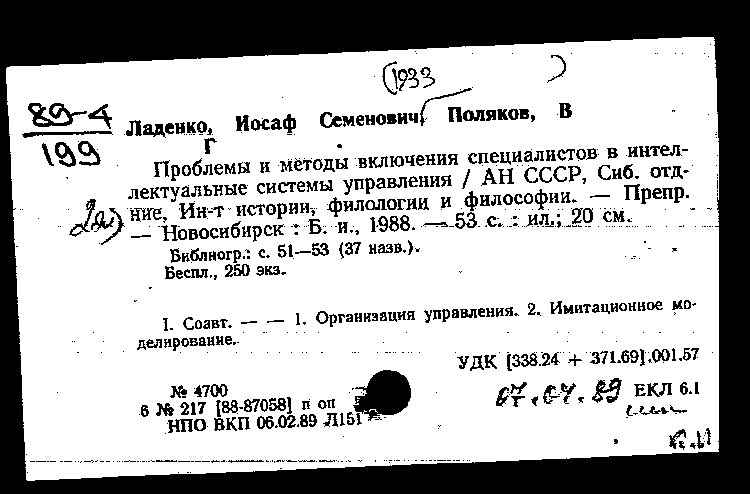 (1933 )
89-4
199
Ладенко, Иосаф Семенович, Поляков, В
Г
Проблемы и методы включения специалистов в интел-
лектуальные системы управления / АН СССР, Сиб. отд-
ние, Ин-т истории, филологии и философии. — Препр.
— Новосибирск : Б. и., 1988. — 53 с. : ил.; 20 см.
Библиогр.: с. 51—53 (37 назв.).
Беспл., 250 экз.
I. Соавт. — — 1. Организация управления. 2. Имитационное мо-
делирование.
УДК [338.24 + 371.69].001.57
№ 4700
6 № 217 [88-87058] п оп
07.04.89 ЕКЛ 6.1
НПО ВКП 06.02.89 Л151